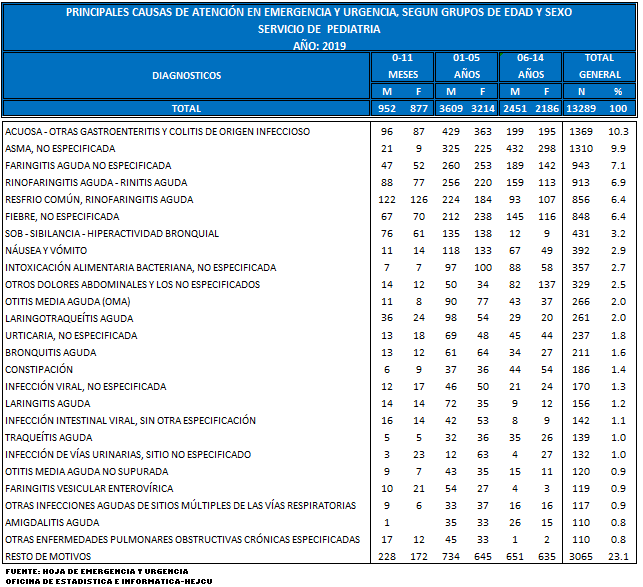 PRINCIPALES CAUSAS DE ATENCIÓN EN EMERGENCIA Y URGENCIA, SEGUN GRUPOS DE EDAD Y SEXO
SERVICIO DE PEDIATRIA
AÑO: 2019
DIAGNOSTICOS 0-11 MESES 01-05 AÑOS 06-14 AÑOS TOTAL GENERAL
M F M F M F N %
TOTAL 952 877 3609 3214 2451 2186 13289 100
ACUOSA - OTRAS GASTROENTERITIS Y COLITIS DE ORIGEN INFECCIOSO 96 87 429 363 199 195 1369 10.3
ASMA, NO ESPECIFICADA 21 9 325 225 432 298 1310 9.9
FARINGITIS AGUDA NO ESPECIFICADA 47 52 260 253 189 142 943 7.1
RINOFARINGITIS AGUDA - RINITIS AGUDA 88 77 256 220 159 113 913 6.9
RESFRIO COMÚN, RINOFARINGITIS AGUDA 122 126 224 184 93 107 856 6.4
FIEBRE, NO ESPECIFICADA 67 70 212 238 145 116 848 6.4
SOB - SIBILANCIA - HIPERACTIVIDAD BRONQUIAL 76 61 135 138 12 9 431 3.2
NÁUSEA Y VÓMITO 11 14 118 133 67 49 392 2.9
INTOXICACIÓN ALIMENTARIA BACTERIANA, NO ESPECIFICADA 7 7 97 100 88 58 357 2.7
OTROS DOLORES ABDOMINALES Y LOS NO ESPECIFICADOS 14 12 50 34 82 137 329 2.5
OTITIS MEDIA AGUDA (OMA) 11 8 90 77 43 37 266 2.0
LARINGOTRAQUEÍTIS AGUDA 36 24 98 54 29 20 261 2.0
URTICARIA, NO ESPECIFICADA 13 18 69 48 45 44 237 1.8
BRONQUITIS AGUDA 13 12 61 64 34 27 211 1.6
CONSTIPACIÓN 6 9 37 36 44 54 186 1.4
INFECCIÓN VIRAL, NO ESPECIFICADA 12 17 46 50 21 24 170 1.3
LARINGITIS AGUDA 14 14 72 35 9 12 156 1.2
INFECCIÓN INTESTINAL VIRAL, SIN OTRA ESPECIFICACIÓN 16 14 42 53 8 9 142 1.1
TRAQUEÍTIS AGUDA 5 5 32 36 35 26 139 1.0
INFECCIÓN DE VÍAS URINARIAS, SITIO NO ESPECIFICADO 3 23 12 63 4 27 132 1.0
OTITIS MEDIA AGUDA NO SUPURADA 9 7 43 35 15 11 120 0.9
FARINGITIS VESICULAR ENTEROVÍRICA 10 21 54 27 4 3 119 0.9
OTRAS INFECCIONES AGUDAS DE SITIOS MÚLTIPLES DE LAS VÍAS RESPIRATORIAS 9 6 33 37 16 16 117 0.9
AMIGDALITIS AGUDA 1 35 33 26 15 110 0.8
OTRAS ENFERMEDADES PULMONARES OBSTRUCTIVAS CRÓNICAS ESPECIFICADAS 17 12 45 33 1 2 110 0.8
RESTO DE MOTIVOS 228 172 734 645 651 635 3065 23.1
FUENTE: HOJA DE EMERGENCIA Y URGENCIA
OFICINA DE ESTADISTICA E INFORMATICA-HEJCU